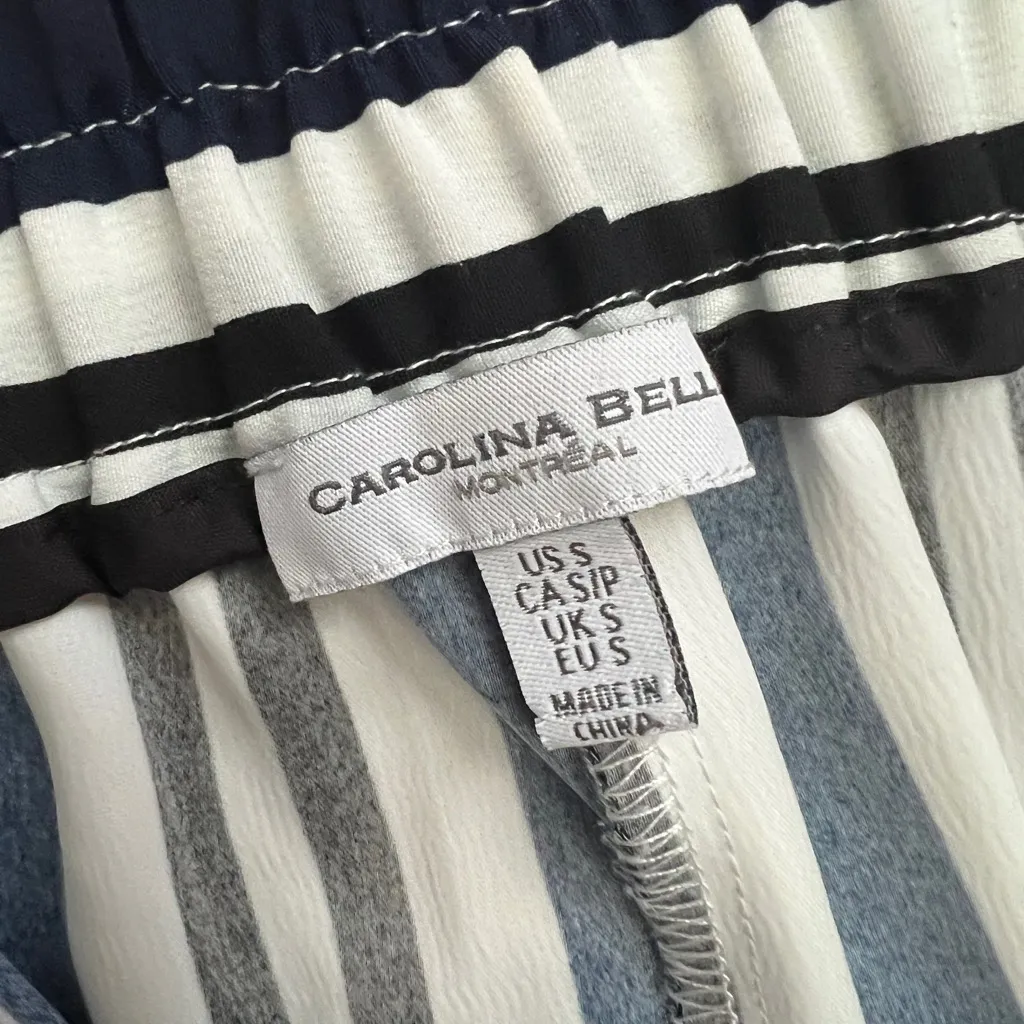 CAROLINA BELL
MONTRÉAL
US S
CA S/P
UK S
EU S
MADE IN
CHINA